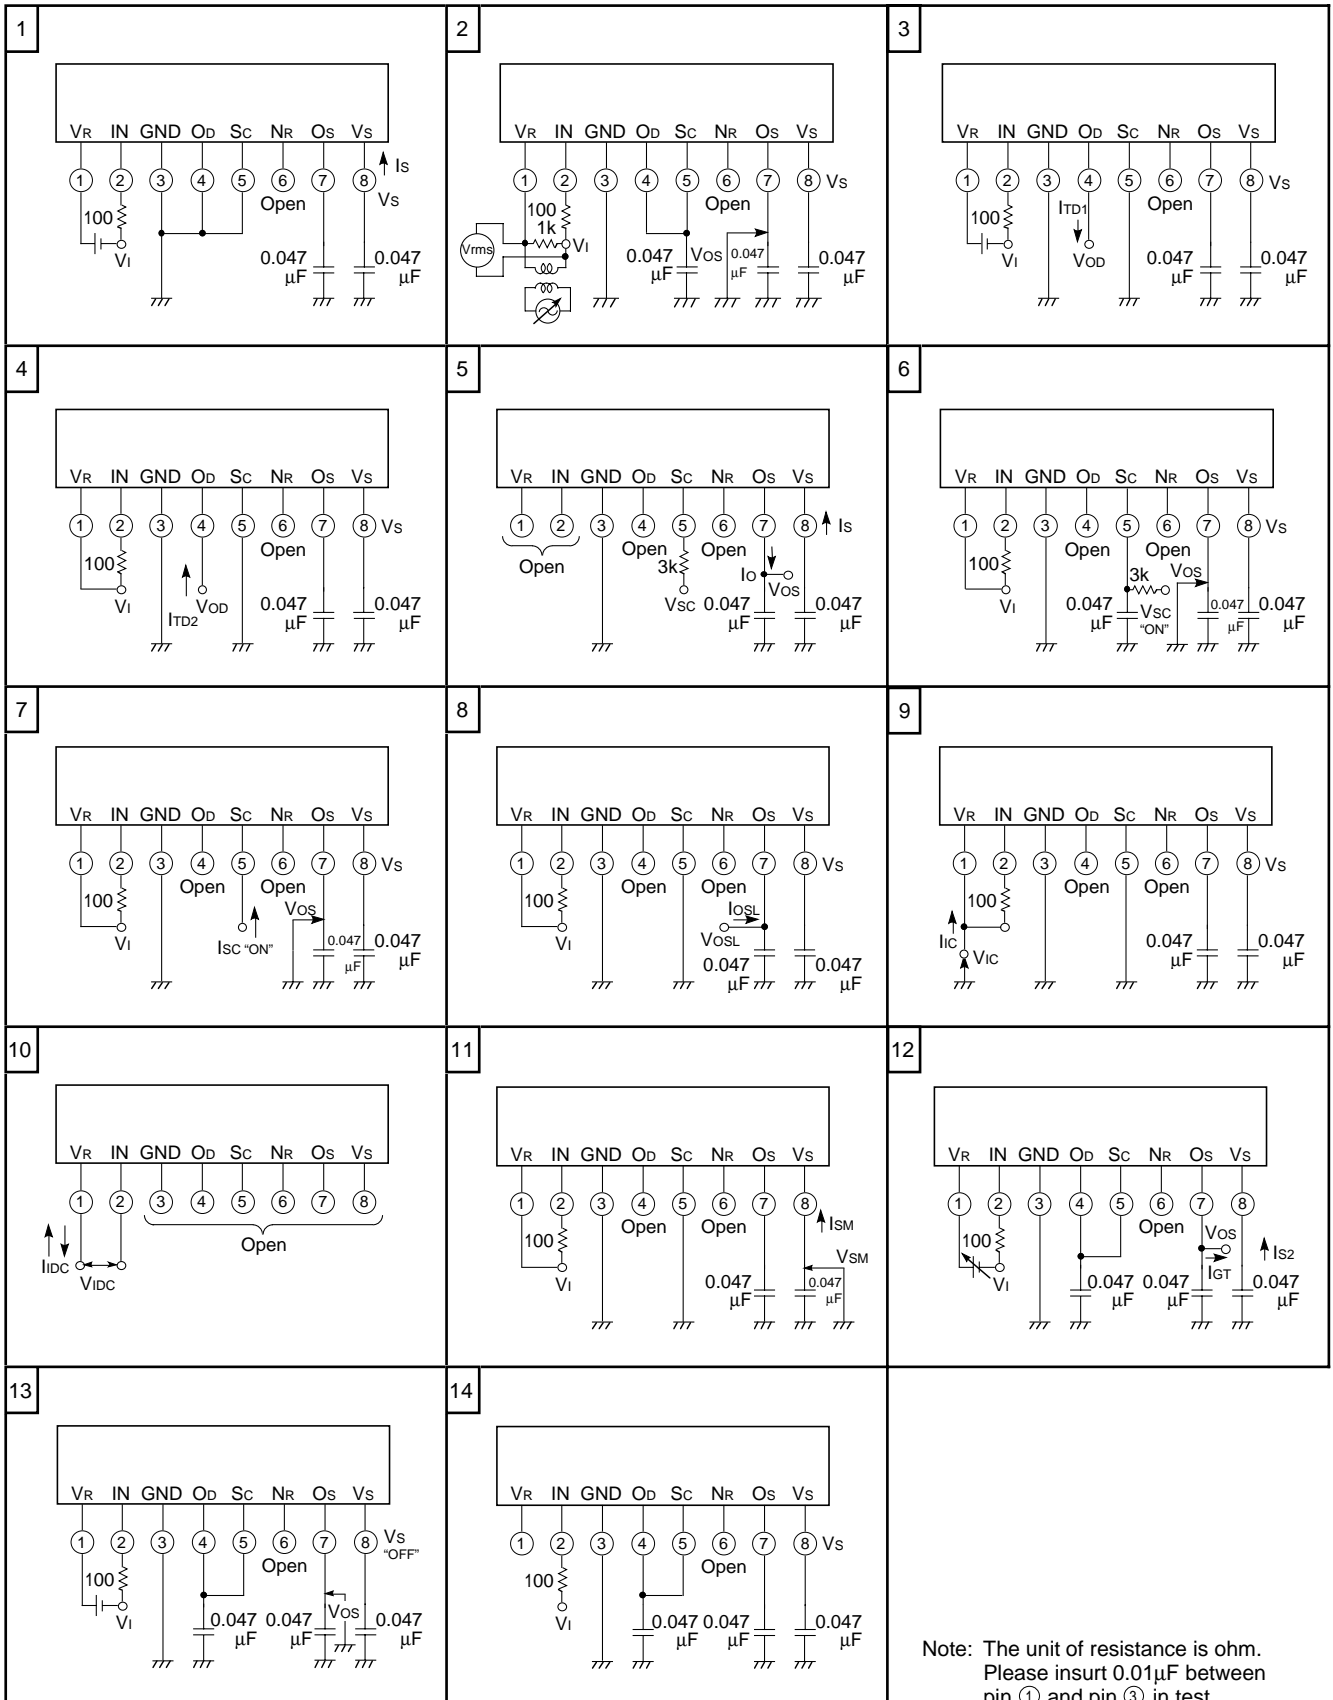 1
VR IN GND OD SC NR OS VS
1 2 3 4 5 6 7 8
IS
VS
Open
100
VI
0.047 μF
0.047 μF
2
VR IN GND OD SC NR OS VS
1 2 3 4 5 6 7 8 VS
Open
100
1k
Vrms
VI
0.047 μF
VOS
0.047 μF
0.047 μF
3
VR IN GND OD SC NR OS VS
1 2 3 4 5 6 7 8 VS
ITD1
Open
100
VI
VOD
0.047 μF
0.047 μF
4
VR IN GND OD SC NR OS VS
1 2 3 4 5 6 7 8 VS
Open
100
VI
ITD2
VOD
0.047 μF
0.047 μF
5
VR IN GND OD SC NR OS VS
1 2 3 4 5 6 7 8
IS
Open
Open
Open
3k
IO
VOS
VSC
0.047 μF
0.047 μF
6
VR IN GND OD SC NR OS VS
1 2 3 4 5 6 7 8 VS
Open
Open
100
3k
VOS
VI
0.047 μF
VSC
"ON"
0.047 μF
0.047 μF
7
VR IN GND OD SC NR OS VS
1 2 3 4 5 6 7 8 VS
Open
Open
100
VOS
VI
ISC "ON"
0.047 μF
0.047 μF
8
VR IN GND OD SC NR OS VS
1 2 3 4 5 6 7 8 VS
Open
Open
100
IOSL
VI
VOSL
0.047 μF
0.047 μF
9
VR IN GND OD SC NR OS VS
1 2 3 4 5 6 7 8 VS
Open
Open
100
IIC
VIC
0.047 μF
0.047 μF
10
VR IN GND OD SC NR OS VS
1 2 3 4 5 6 7 8
Open
IIDC
VIDC
11
VR IN GND OD SC NR OS VS
1 2 3 4 5 6 7 8
ISM
Open
Open
100
VSM
VI
0.047 μF
0.047 μF
12
VR IN GND OD SC NR OS VS
1 2 3 4 5 6 7 8
Open
100
VOS
IS2
IGT
VI
0.047 μF
0.047 μF
0.047 μF
13
VR IN GND OD SC NR OS VS
1 2 3 4 5 6 7 8 VS
"OFF"
Open
100
VI
VOS
0.047 μF
0.047 μF
0.047 μF
14
VR IN GND OD SC NR OS VS
1 2 3 4 5 6 7 8 VS
Open
100
VI
0.047 μF
0.047 μF
0.047 μF
Note: The unit of resistance is ohm.
Please insurt 0.01μF between
pin ① and pin ③ in test.